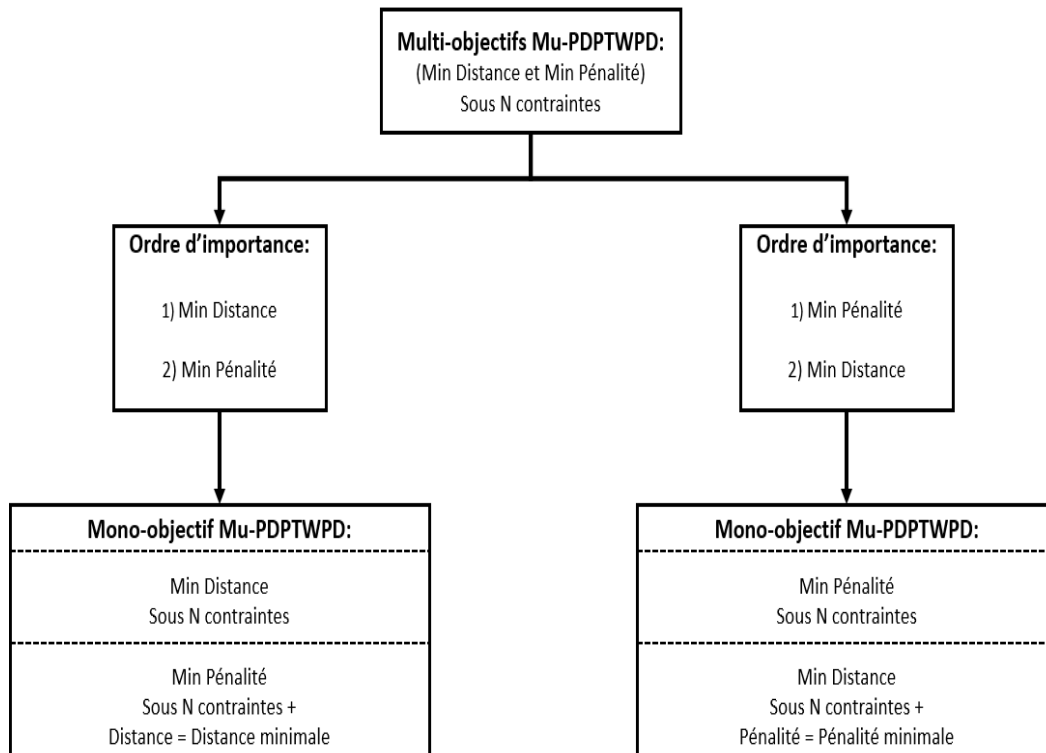 Multi-objectifs Mu-PDPTWPD:
(Min Distance et Min Pénalité)
Sous N contraintes
Ordre d'importance:
1) Min Distance
2) Min Pénalité
Ordre d'importance:
1) Min Pénalité
2) Min Distance
Mono-objectif Mu-PDPTWPD:
Min Distance
Sous N contraintes
Min Pénalité
Sous N contraintes +
Distance = Distance minimale
Mono-objectif Mu-PDPTWPD:
Min Pénalité
Sous N contraintes
Min Distance
Sous N contraintes +
Pénalité = Pénalité minimale